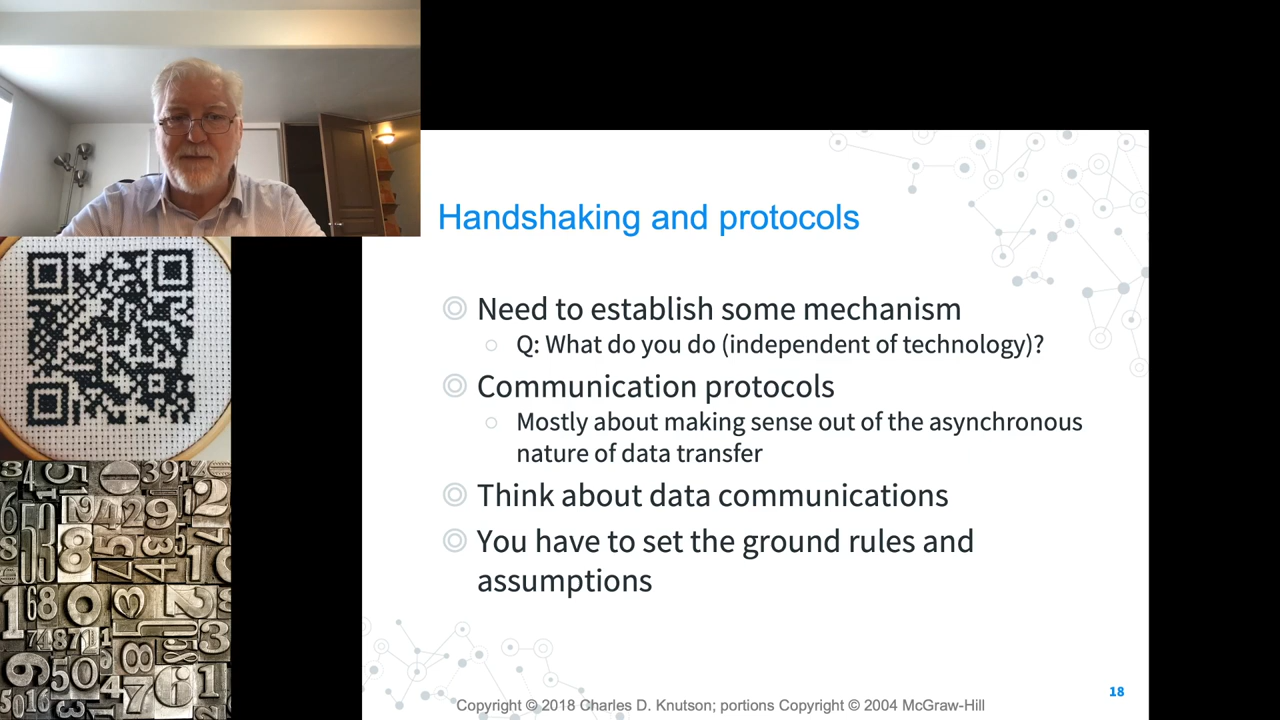 Handshaking and protocols
Need to establish some mechanism
Q: What do you do (independent of technology)?
Communication protocols
Mostly about making sense out of the asynchronous
nature of data transfer
Think about data communications
You have to set the ground rules and
assumptions
18
Copyright © 2018 Charles D. Knutson; portions Copyright © 2004 McGraw-Hill